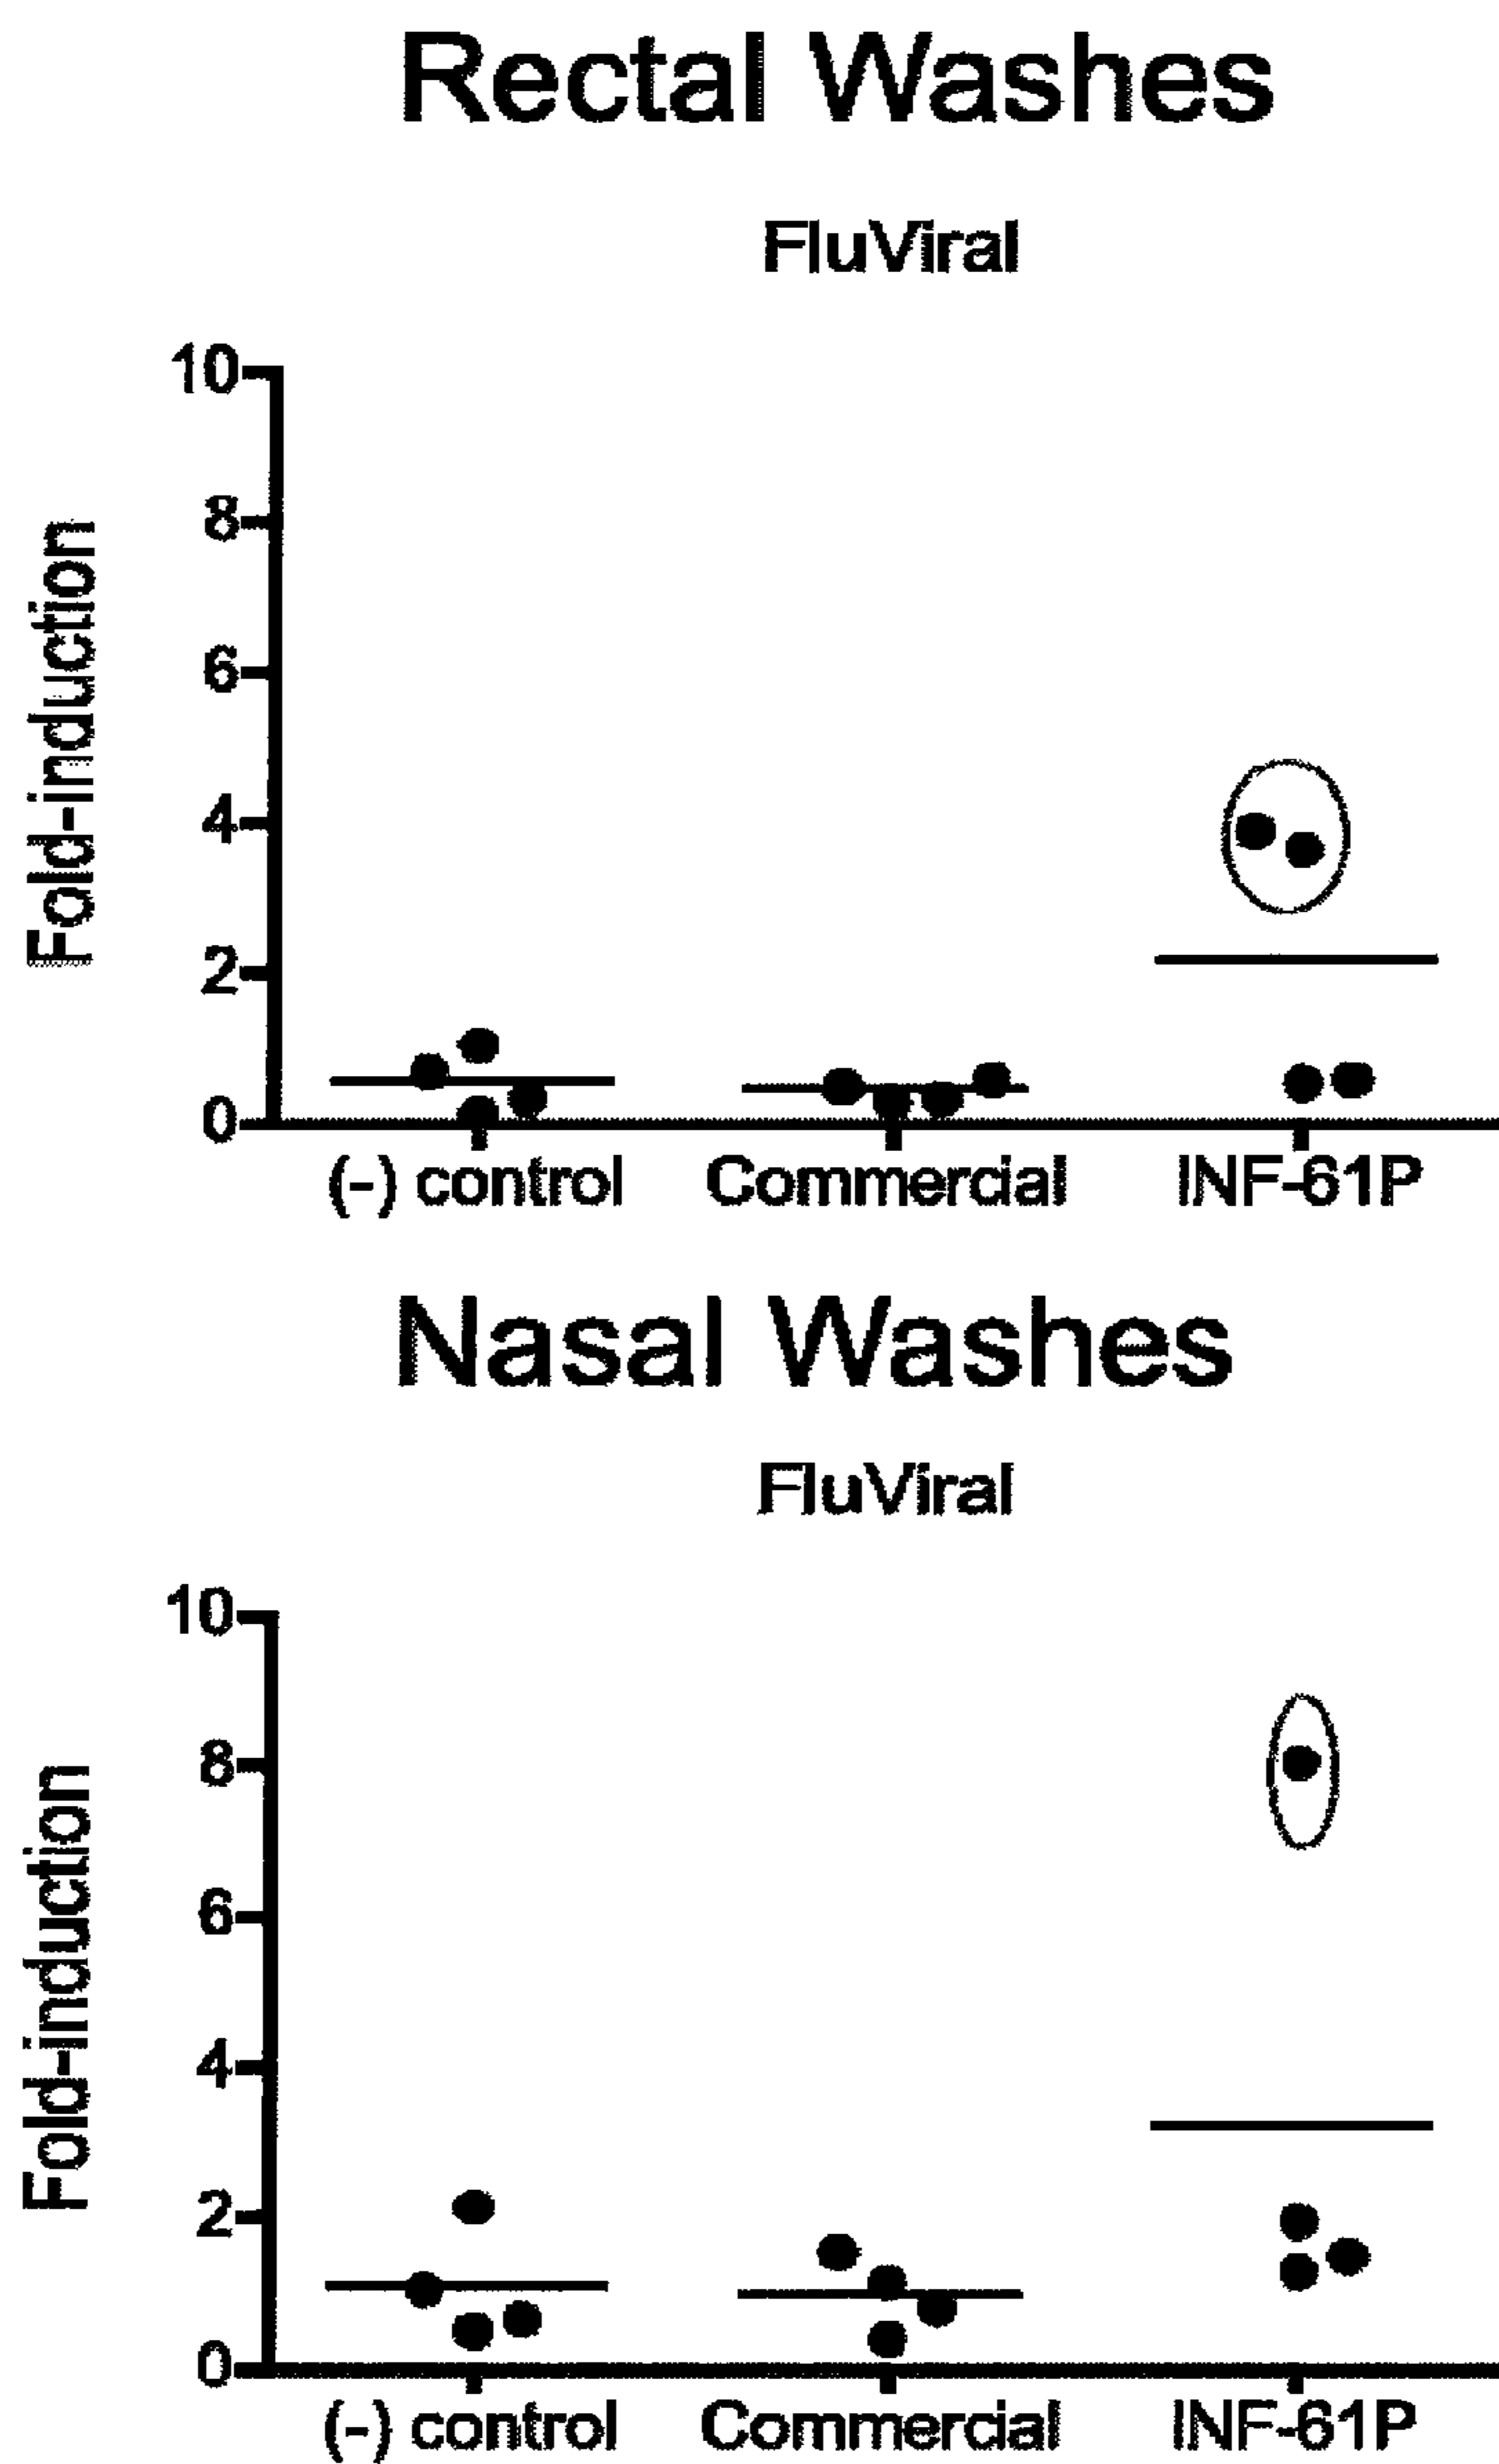 Rectal Washes
FluViral
Fold-induction
10
8
6
4
2
0
(-) control Commercial INF-61P
Nasal Washes
FluViral
Fold-induction
10
8
6
4
2
0
(-) control Commercial INF-61P